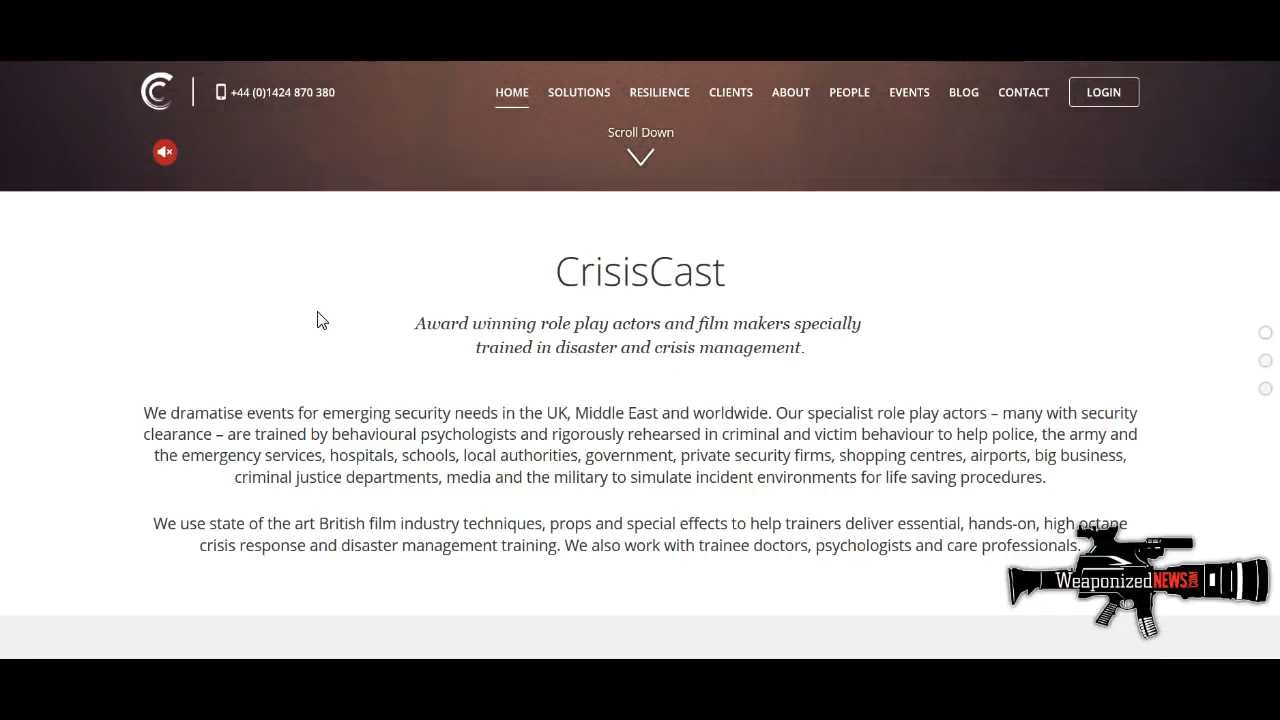 +44 (0)1424 870 380
HOME SOLUTIONS RESILIENCE CLIENTS ABOUT PEOPLE EVENTS BLOG CONTACT LOGIN
Scroll Down
CrisisCast
Award winning role play actors and film makers specially
trained in disaster and crisis management.
We dramatise events for emerging security needs in the UK, Middle East and worldwide. Our specialist role play actors – many with security
clearance – are trained by behavioural psychologists and rigorously rehearsed in criminal and victim behaviour to help police, the army and
the emergency services, hospitals, schools, local authorities, government, private security firms, shopping centres, airports, big business,
criminal justice departments, media and the military to simulate incident environments for life saving procedures.
We use state of the art British film industry techniques, props and special effects to help trainers deliver essential, hands-on, high octane
crisis response and disaster management training. We also work with trainee doctors, psychologists and care professionals.
WeaponizedNEWS.COM